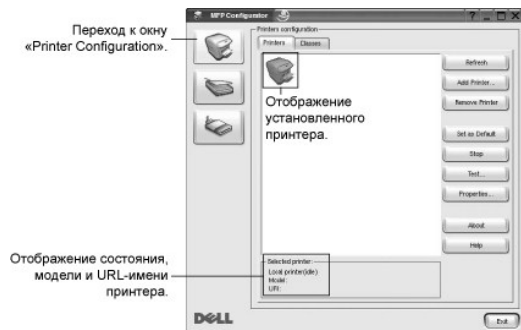 MFP Configurator
Переход к окну
«Printer Configuration».
Printers configuration
Printers
Classes
Refresh
Add Printer...
Remove Printer
Отображение
установленного
принтера.
Set as Default
Stop
Test...
Properties...
About
Help
Отображение состояния,
модели и URL-имени
принтера.
Selected printer:
Local printer(idle)
Model:
URI:
DELL
Exit